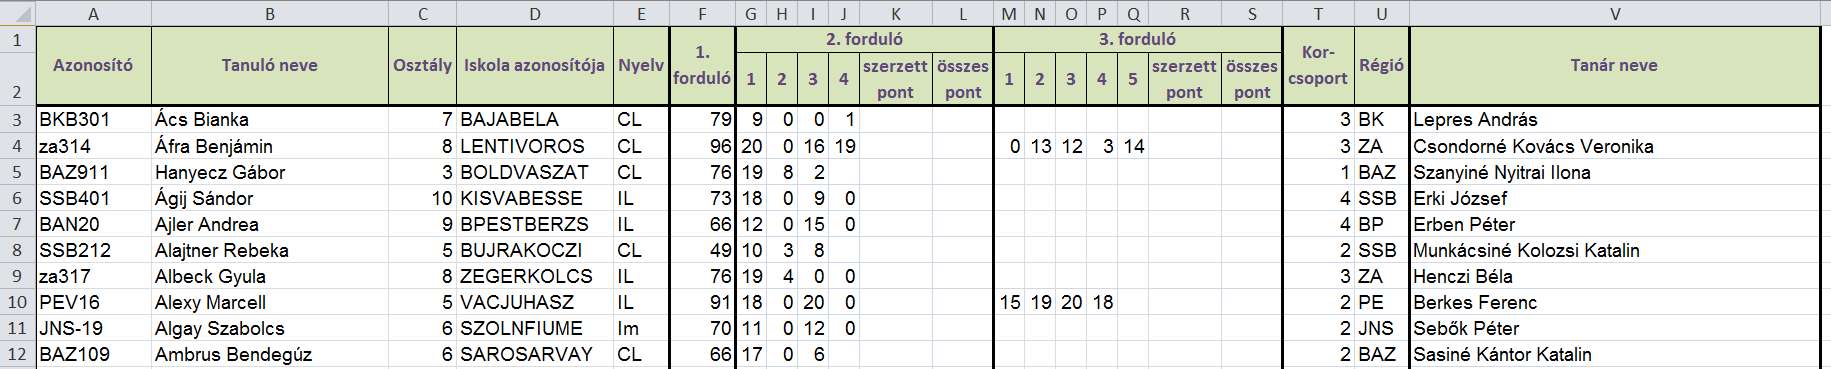 A B C D E F G H I J K L M N O P Q R S T U V
1 Azonosító Tanuló neve Osztály Iskola azonosítója Nyelv 1. forduló 2. forduló 3. forduló Kor-csoport Régió Tanár neve
2 1 2 3 4 szerzett pont összes pont 1 2 3 4 5 szerzett pont összes pont
3 BKB301 Ács Bianka 7 BAJABELA CL 79 9 0 0 1 3 BK Lepres András
4 za314 Áfra Benjámin 8 LENTIVOROS CL 96 20 0 16 19 0 13 12 3 14 3 ZA Csondorné Kovács Veronika
5 BAZ911 Hanyecz Gábor 3 BOLDVASZAT CL 76 19 8 2 1 BAZ Szanyiné Nyitrai Ilona
6 SSB401 Ágij Sándor 10 KISVABESSE IL 73 18 0 9 0 4 SSB Erki József
7 BAN20 Ajler Andrea 9 BPESTBERZS IL 66 12 0 15 0 4 BP Erben Péter
8 SSB212 Alajtner Rebeka 5 BUJRAKOCZI CL 49 10 3 8 2 SSB Munkácsiné Kolozsi Katalin
9 za317 Albeck Gyula 8 ZEGERKOLCS IL 76 19 4 0 0 3 ZA Henczi Béla
10 PEV16 Alexy Marcell 5 VACJUHASZ IL 91 18 0 20 0 15 19 20 18 2 PE Berkes Ferenc
11 JNS-19 Algay Szabolcs 6 SZOLNFIUME Im 70 11 0 12 0 2 JNS Sebők Péter
12 BAZ109 Ambrus Bendegúz 6 SAROSARVAY CL 66 17 0 6 2 BAZ Sasiné Kántor Katalin